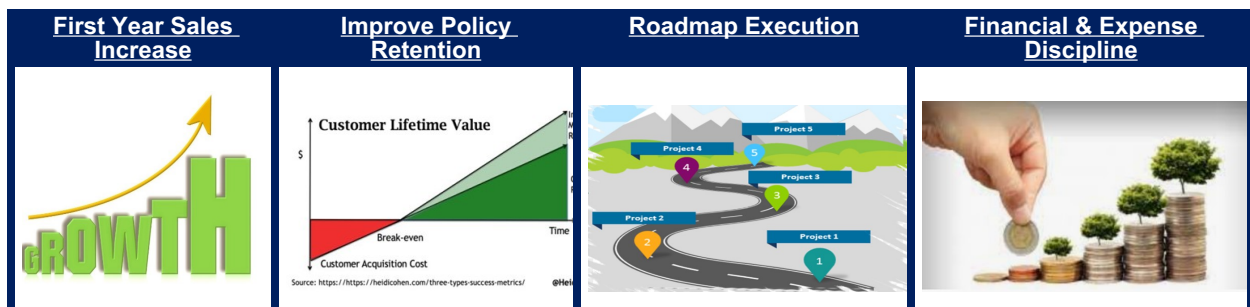 First Year Sales
Increase
Improve Policy
Retention
Roadmap Execution
Financial & Expense
Discipline
GROWTH
Customer Lifetime Value
$
Break-even
Time
Customer Acquisition Cost
Source: https://https://heidicohen.com/three-types-success-metrics/
Project 5
5
Project 4
4
Project 3
3
Project 2
2
Project 1
1